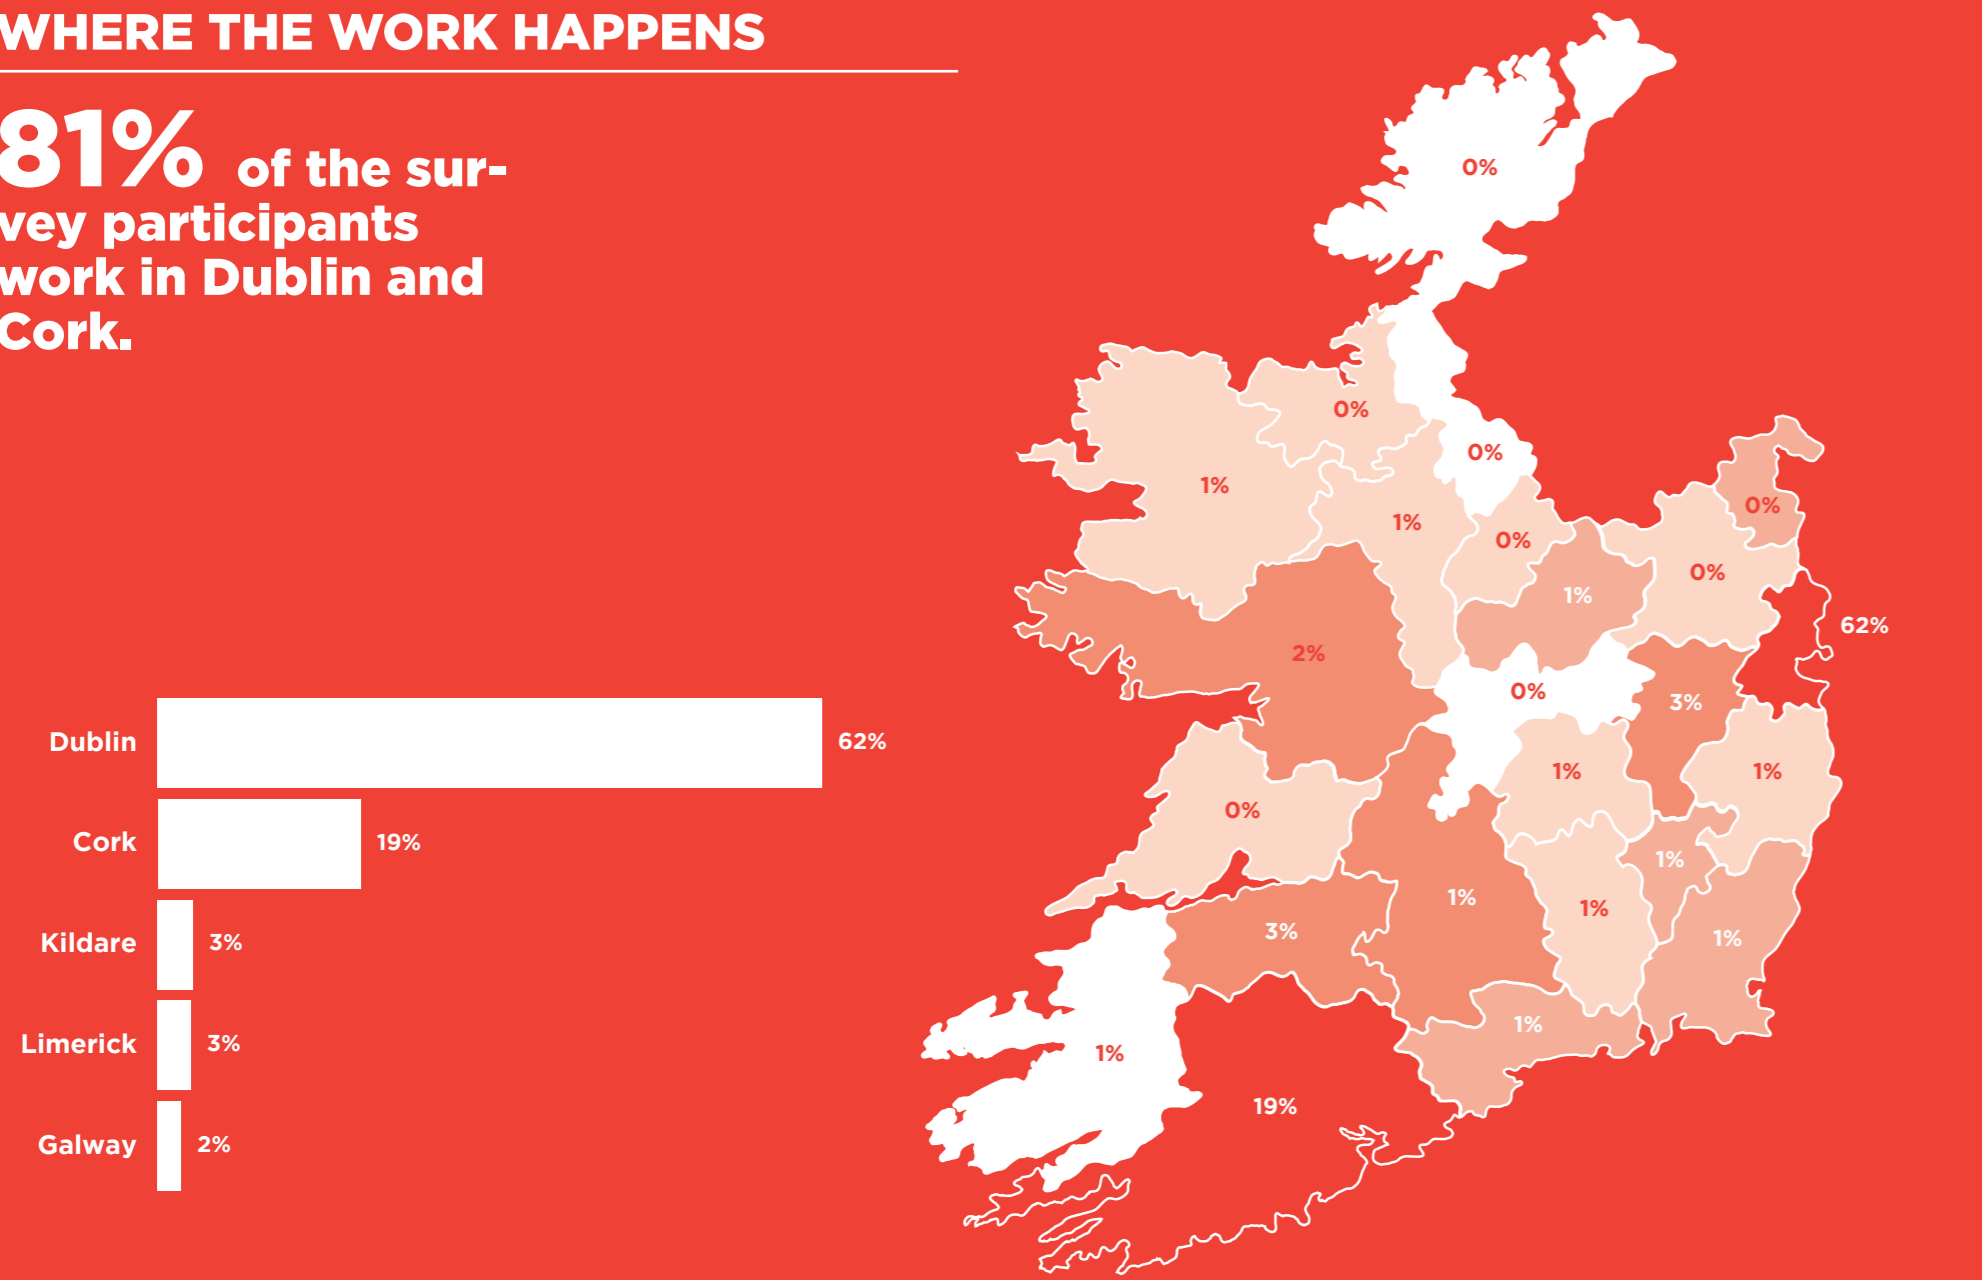 WHERE THE WORK HAPPENS
81% of the sur-
vey participants
work in Dublin and
Cork.
Dublin 62%
Cork 19%
Kildare 3%
Limerick 3%
Galway 2%
0%
0%
0%
1%
0%
1%
0%
0%
1%
62%
2%
0%
3%
1%
1%
0%
1%
1%
1%
3%
1%
1%
1%
19%